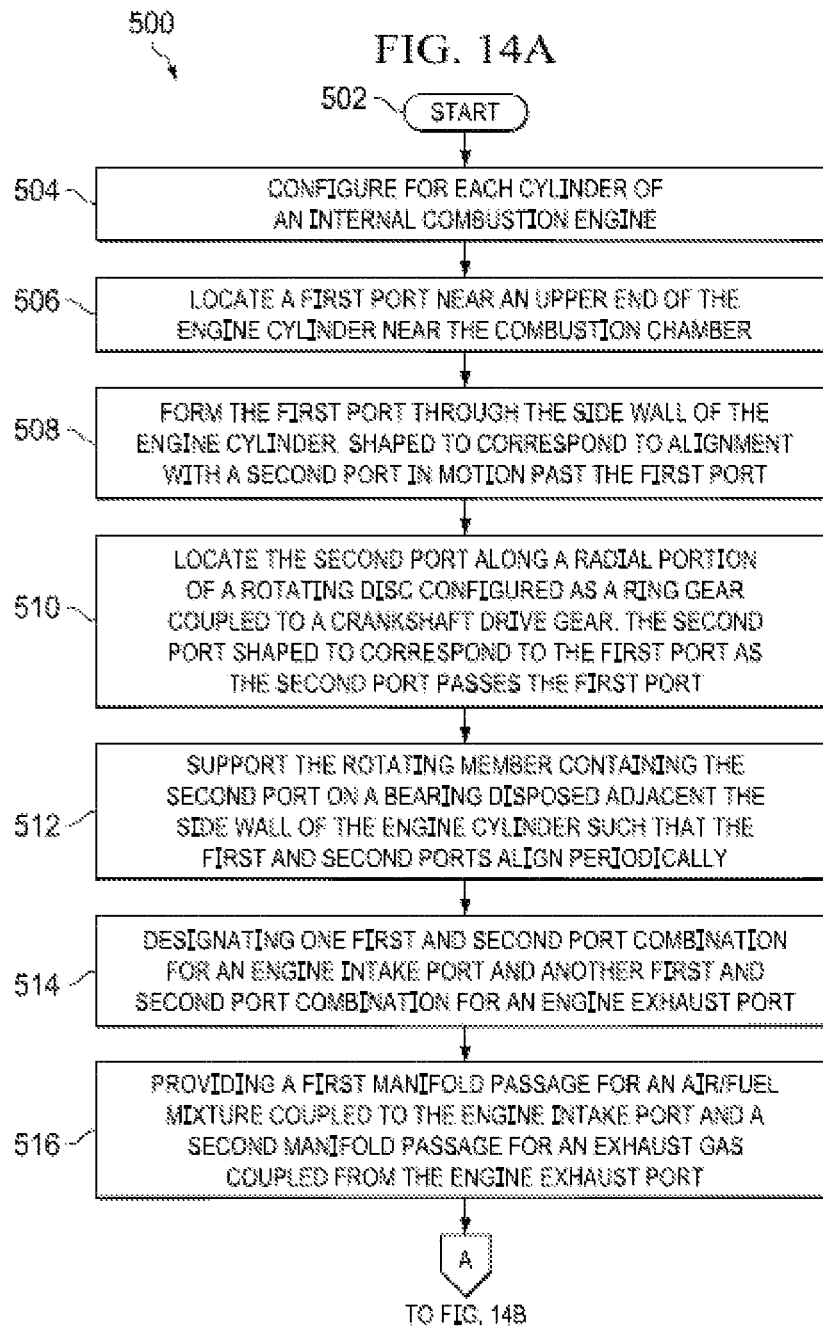 500
FIG. 14A
502
START
504
CONFIGURE FOR EACH CYLINDER OF
AN INTERNAL COMBUSTION ENGINE
506
LOCATE A FIRST PORT NEAR AN UPPER END OF THE
ENGINE CYLINDER NEAR THE COMBUSTION CHAMBER
508
FORM THE FIRST PORT THROUGH THE SIDE WALL OF THE
ENGINE CYLINDER, SHAPED TO CORRESPOND TO ALIGNMENT
WITH A SECOND PORT IN MOTION PAST THE FIRST PORT
510
LOCATE THE SECOND PORT ALONG A RADIAL PORTION
OF A ROTATING DISC CONFIGURED AS A RING GEAR
COUPLED TO A CRANKSHAFT DRIVE GEAR, THE SECOND
PORT SHAPED TO CORRESPOND TO THE FIRST PORT AS
THE SECOND PORT PASSES THE FIRST PORT
512
SUPPORT THE ROTATING MEMBER CONTAINING THE
SECOND PORT ON A BEARING DISPOSED ADJACENT THE
SIDE WALL OF THE ENGINE CYLINDER SUCH THAT THE
FIRST AND SECOND PORTS ALIGN PERIODICALLY
514
DESIGNATING ONE FIRST AND SECOND PORT COMBINATION
FOR AN ENGINE INTAKE PORT AND ANOTHER FIRST AND
SECOND PORT COMBINATION FOR AN ENGINE EXHAUST PORT
516
PROVIDING A FIRST MANIFOLD PASSAGE FOR AN AIR/FUEL
MIXTURE COUPLED TO THE ENGINE INTAKE PORT AND A
SECOND MANIFOLD PASSAGE FOR AN EXHAUST GAS
COUPLED FROM THE ENGINE EXHAUST PORT
A
TO FIG. 14B